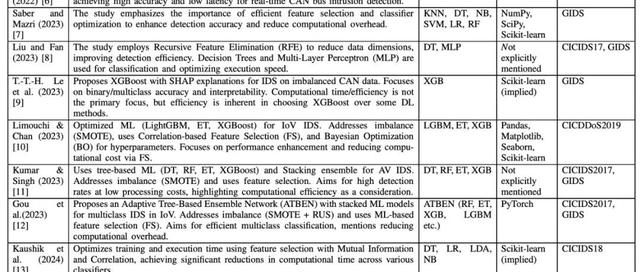 (2022) [6] achieving high accuracy and low latency for real-time CAN bus intrusion detection.
Saber and The study emphasizes the importance of efficient feature selection and classifier KNN, DT, NB, NumPy, GIDS
Mazri (2023) optimization to enhance detection accuracy and reduce computational overhead. SVM, LR, RF SciPy,
[7] Scikit-learn
Liu and Fan The study employs Recursive Feature Elimination (RFE) to reduce data dimensions, DT, MLP Not CICIDS17, GIDS
(2023) [8] improving detection efficiency. Decision Trees and Multi-Layer Perceptron (MLP) are explicitly
used for classification and optimizing execution speed. mentioned
T.-T.-H. Le Proposes XGBoost with SHAP explanations for IDS on imbalanced CAN data. Focuses XGB Scikit-learn GIDS
et al. (2023) on binary/multiclass accuracy and interpretability. Computational time/efficiency is not (implied)
[9] the primary focus, but efficiency is inherent in choosing XGBoost over some DL
methods.
Limouchi & Optimized ML (LightGBM, ET, XGBoost) for IoV IDS. Addresses imbalance LGBM, ET, XGB Pandas, CICDDoS2019
Chan (2023) (SMOTE), uses Correlation-based Feature Selection (FS), and Bayesian Optimization Matplotlib,
[10] (BO) for hyperparameters. Focuses on performance enhancement and reducing compu- Seaborn,
tational cost via FS. Scikit-learn
Kumar & Uses tree-based ML (DT, RF, ET, XGBoost) and Stacking ensemble for AV IDS. DT, RF, ET, XGB Not CICIDS2017,
Singh (2023) Addresses imbalance (SMOTE) and uses feature selection. Aims for high detection explicitly GIDS
[11] rates at low processing costs, highlighting computational efficiency as a consideration. mentioned
Gou et Proposes an Adaptive Tree-Based Ensemble Network (ATBEN) with stacked ML models ATBEN (RF, ET, PyTorch CICIDS2017,
al.(2023) for multiclass IDS in IoV. Addresses imbalance (SMOTE + RUS) and uses ML-based XGB, LGBM GIDS
[12] feature selection (FS). Aims for efficient multiclass classification, mentions reducing etc.)
computational overhead.
Kaushik et Optimizes training and execution time using feature selection with Mutual Information DT, LR, LDA, Scikit-learn CICIDS18
al. (2024) and Correlation, achieving significant reductions in computational time across various NB (implied)
[13] classifiers.